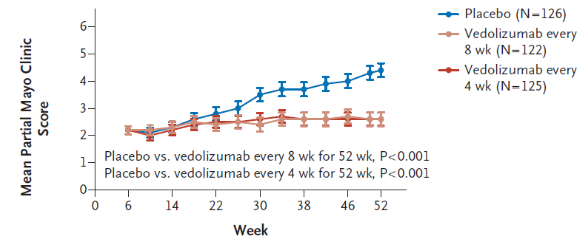 Mean Partial Mayo Clinic
Score
6
5
4
3
2
1
0
0 6 14 22 30 38 46 52
Week
Placebo vs. vedolizumab every 8 wk for 52 wk, P<0.001
Placebo vs. vedolizumab every 4 wk for 52 wk, P<0.001
Placebo (N=126)
Vedolizumab every
8 wk (N=122)
Vedolizumab every
4 wk (N=125)